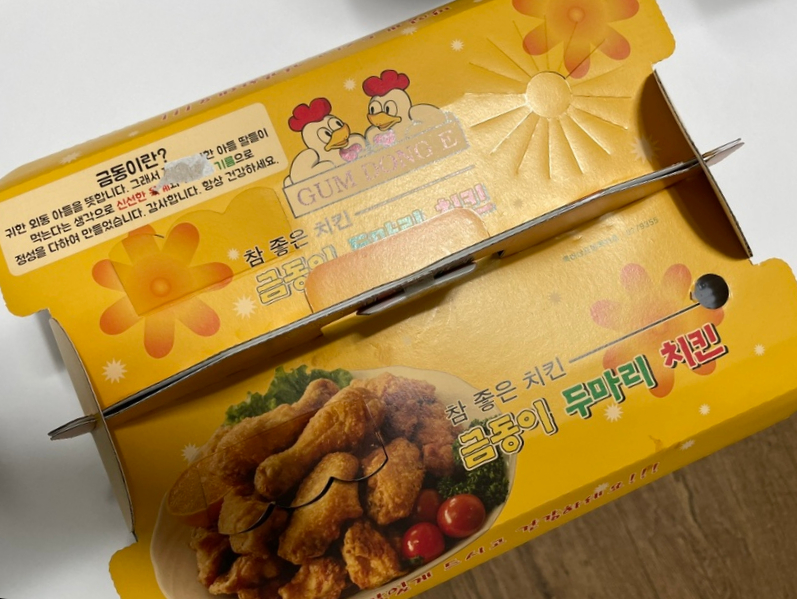 금동이란?
귀한 외동 아들을 뜻합니다. 그래서 한 아들 딸들이
먹는다는 생각으로 신선한 기름으로
정성을 다하여 만들었습니다. 감사합니다. 항상 건강하세요.
GUM DONG E
참 좋은 치킨
금동이 두마리 치킨
참 좋은 치킨
금동이 두마리 치킨